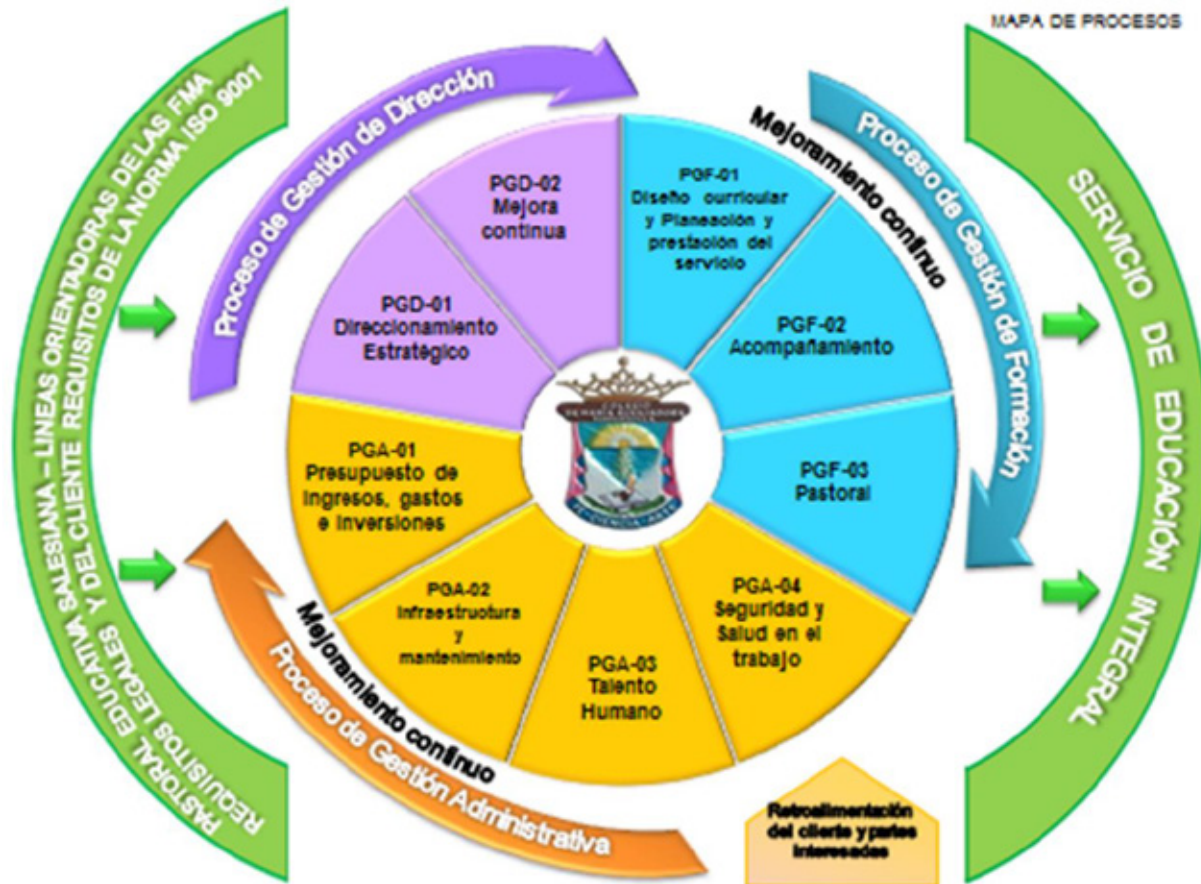 MAPA DE PROCESOS
PASTORAL EDUCATIVA SALESIANA – LINEAS ORIENTADORAS DE LAS FMA
REQUISITOS LEGALES Y DEL CLIENTE REQUISITOS DE LA NORMA ISO 9001
Proceso de Gestión de Dirección
PGD-01
Direccionamiento
Estratégico
PGD-02
Mejora
continua
PGF-01
Diseño curricular
y Planeación y
prestación del
servicio
PGF-02
Acompañamiento
PGF-03
Pastoral
Mejoramiento continuo
Proceso de Gestión de Formación
PGA-01
Presupuesto de
Ingresos, gastos
e Inversiones
PGA-02
Infraestructura
y
mantenimiento
PGA-03
Talento
Humano
PGA-04
Seguridad y
Salud en el
trabajo
COLEGIO
Mejoramiento continuo
Proceso de Gestión Administrativa
Retroalimentación
del cliente y partes
Interesadas
SERVICIO DE EDUCACIÓN INTEGRAL